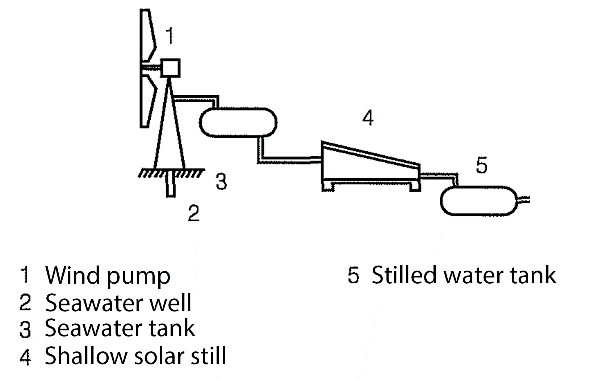 1
4
5
3
2
1 Wind pump
2 Seawater well
3 Seawater tank
4 Shallow solar still
5 Stilled water tank